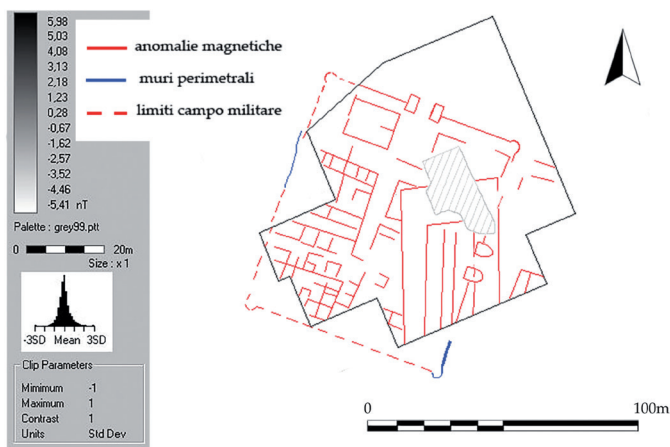 5,98
5,03
4,08
3,13
2,18
1,23
0,28
-0,67
-1,62
-2,57
-3,52
-4,46
-5,41 nT
Palette : grey99.ptt
0 20m
Size : x 1
-3SD Mean 3SD
Clip Parameters
Mimimum -1
Maximum 1
Contrast 1
Units Std Dev
anomalie magnetiche
muri perimetrali
limiti campo militare
0 100m